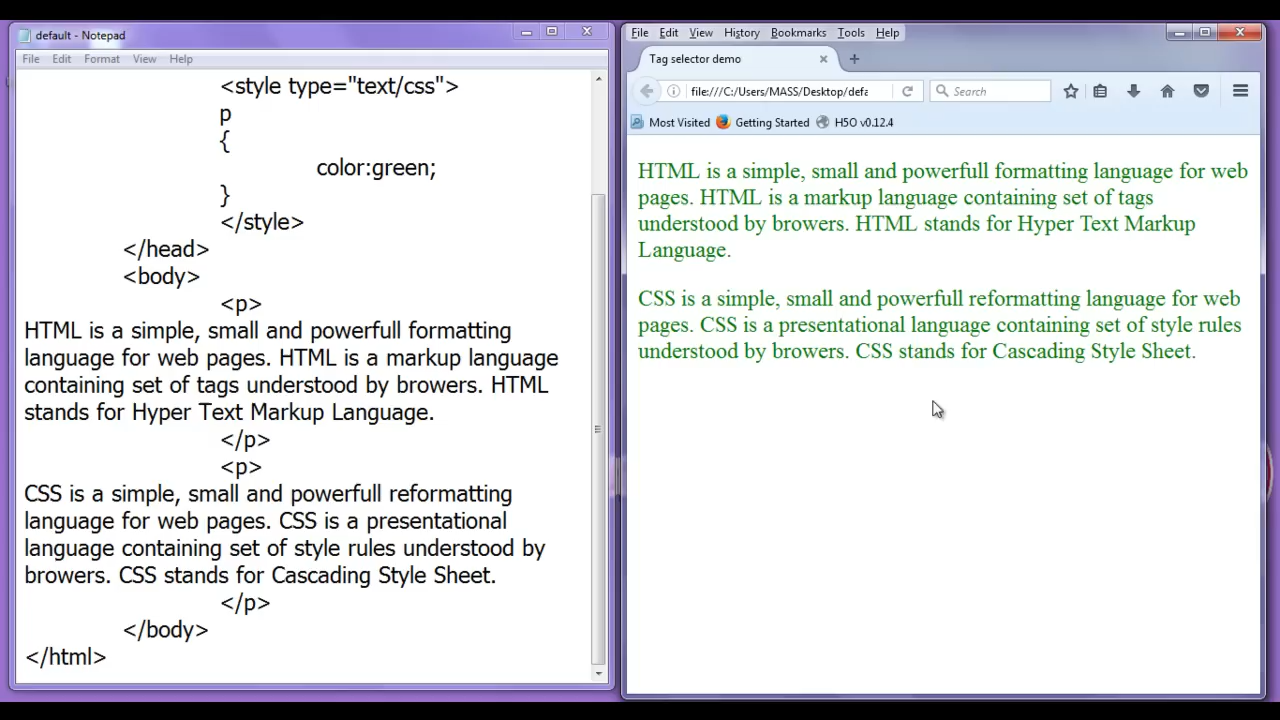 default - Notepad
File Edit Format View Help
<style type="text/css">
p
{
color:green;
}
</style>
</head>
<body>
<p>
HTML is a simple, small and powerfull formatting
language for web pages. HTML is a markup language
containing set of tags understood by browers. HTML
stands for Hyper Text Markup Language.
</p>
<p>
CSS is a simple, small and powerfull reformatting
language for web pages. CSS is a presentational
language containing set of style rules understood by
browers. CSS stands for Cascading Style Sheet.
</p>
</body>
</html>
File Edit View History Bookmarks Tools Help
Tag selector demo
file:///C:/Users/MASS/Desktop/defa
Search
Most Visited Getting Started H5O v0.12.4
HTML is a simple, small and powerfull formatting language for web
pages. HTML is a markup language containing set of tags
understood by browers. HTML stands for Hyper Text Markup
Language.
CSS is a simple, small and powerfull reformatting language for web
pages. CSS is a presentational language containing set of style rules
understood by browers. CSS stands for Cascading Style Sheet.